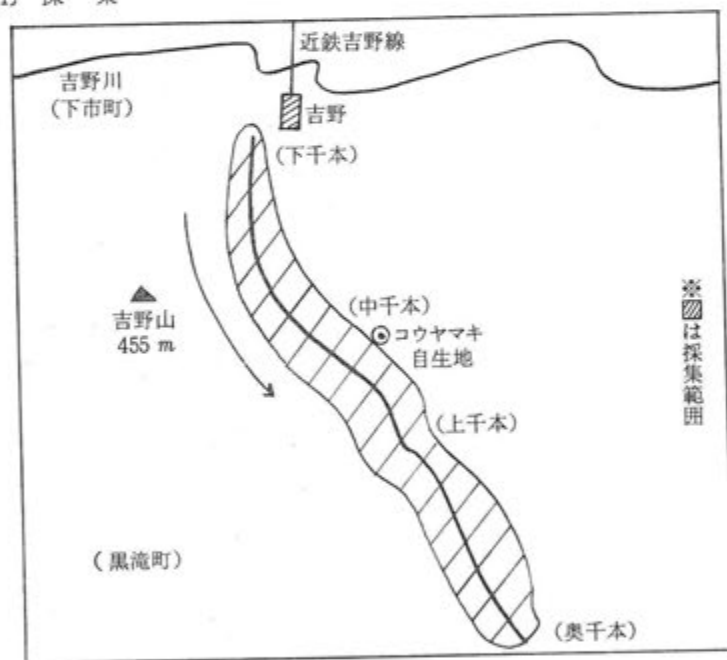 近鉄吉野線
吉野川
(下市町)
吉野
(下千本)
(中千本)
コウヤマキ
自生地
吉野山
455 m
(上千本)
※▨は採集範囲
(黒滝町)
(奥千本)